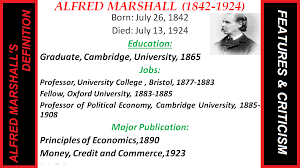 ALFRED MARSHALL (1842-1924)
Born: July 26, 1842
Died: July 13, 1924
Education:
Graduate, Cambridge, University, 1865
Jobs:
Professor, University College , Bristol, 1877-1883
Fellow, Oxford University, 1883-1885
Professor of Political Economy, Cambridge University, 1885-
1908
Major Publication:
Principles of Economics,1890
Money, Credit and Commerce,1923
ALFRED MARSHALL'S
DEFINITION
FEATURES & CRITICISM